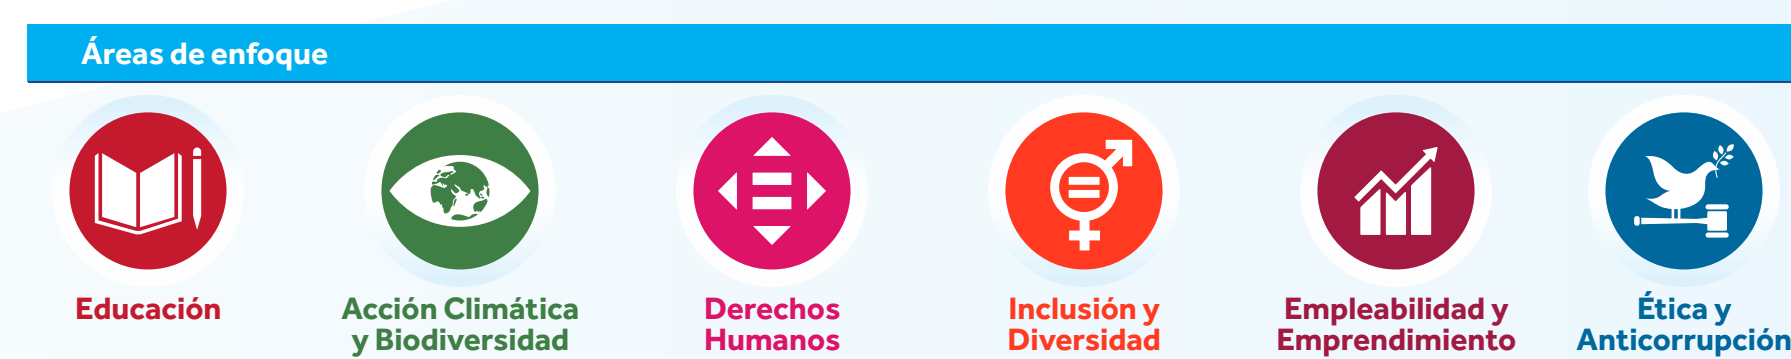 Áreas de enfoque
Educación
Acción Climática
y Biodiversidad
Derechos
Humanos
Inclusión y
Diversidad
Empleabilidad y
Emprendimiento
Ética y
Anticorrupción